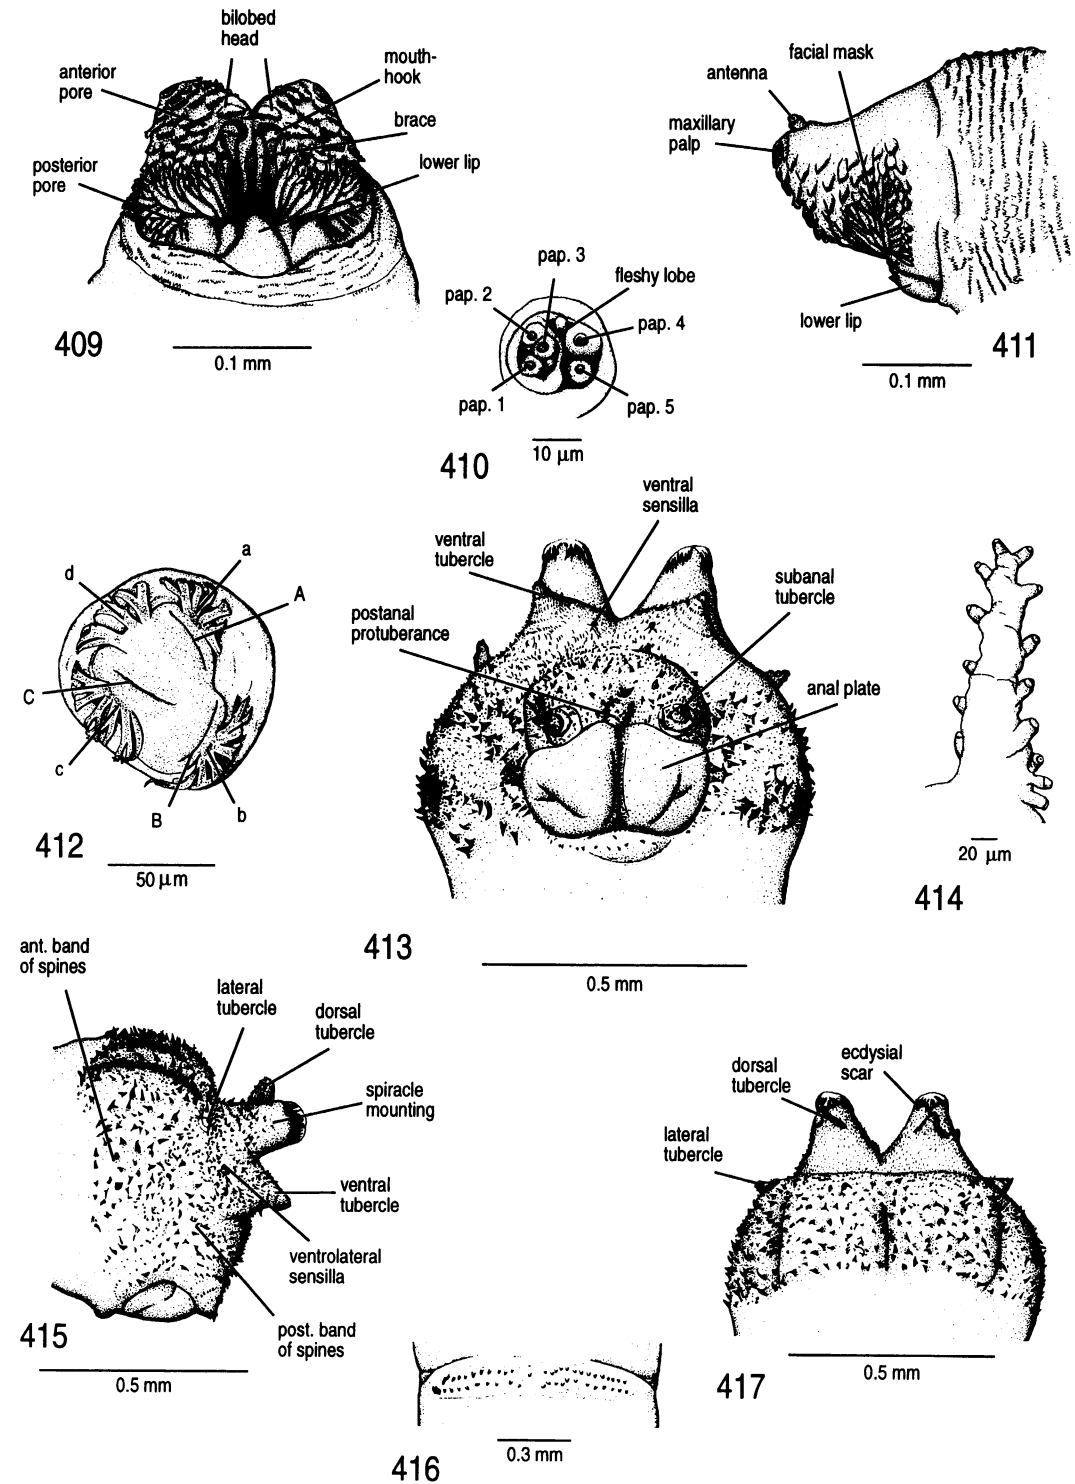 bilobed
head
anterior
pore
mouth-
hook
brace
posterior
pore
lower lip
409
0.1 mm
pap. 3
pap. 2
fleshy lobe
pap. 4
pap. 1
pap. 5
10 µm
410
facial mask
antenna
maxillary
palp
lower lip
411
0.1 mm
a
d
A
C
c
B
b
412
50 µm
ventral
sensilla
ventral
tubercle
subanal
tubercle
postanal
protuberance
anal plate
413
0.5 mm
20 µm
414
ant. band
of spines
lateral
tubercle
dorsal
tubercle
spiracle
mounting
ventral
tubercle
ventrolateral
sensilla
post. band
of spines
415
0.5 mm
416
0.3 mm
ecdysial
scar
dorsal
tubercle
lateral
tubercle
417
0.5 mm